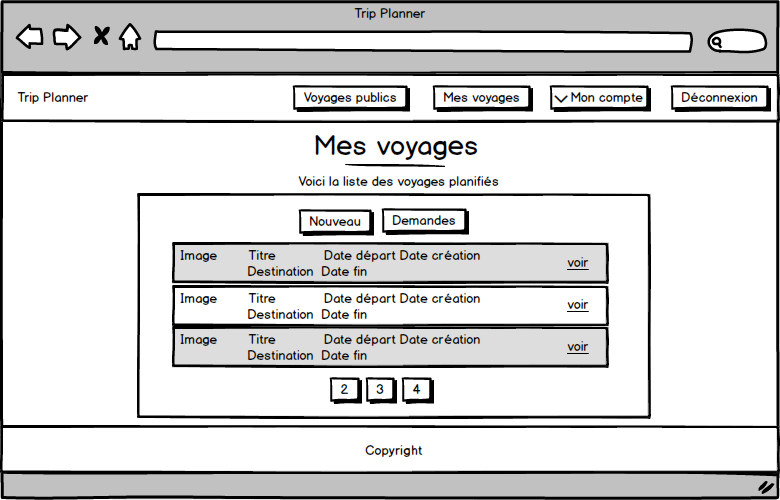 Trip Planner
Trip Planner
Voyages publics
Mes voyages
Mon compte
Déconnexion
Mes voyages
Voici la liste des voyages planifiés
Nouveau
Demandes
Image Titre Date départ Date création
voir
Destination Date fin
Image Titre Date départ Date création
voir
Destination Date fin
Image Titre Date départ Date création
voir
Destination Date fin
2 3 4
Copyright